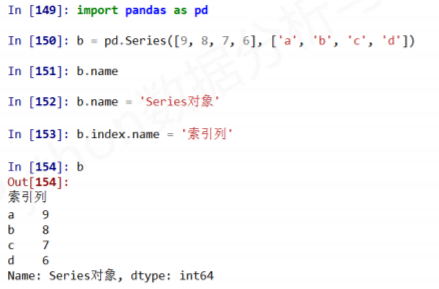 In [149]: import pandas as pd
In [150]: b = pd.Series([9, 8, 7, 6], ['a', 'b', 'c', 'd'])
In [151]: b.name
In [152]: b.name = 'Series对象'
In [153]: b.index.name = '索引列'
In [154]: b
Out[154]:
索引列
a    9
b    8
c    7
d    6
Name: Series对象, dtype: int64